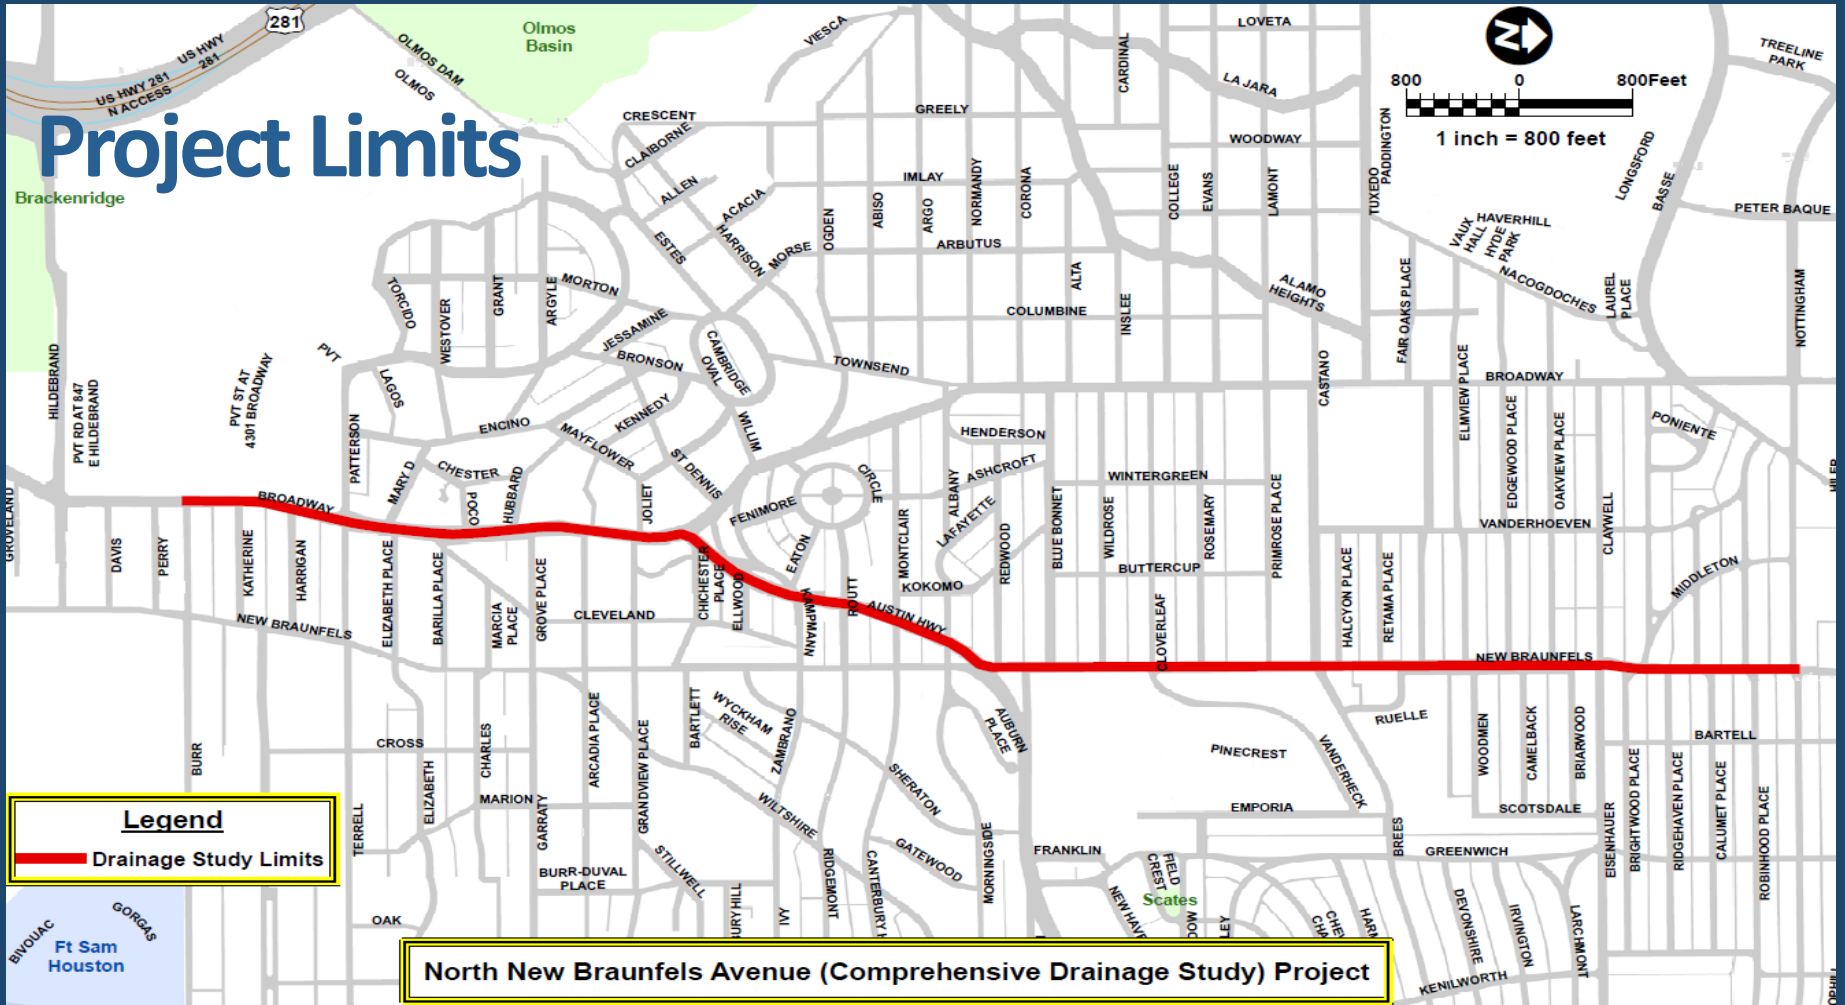 Project Limits
281
US HWY
281
US HWY 281
N ACCESS
OLMOS DAM
OLMOS
Olmos
Basin
VIESCA
CARDINAL
LOVETA
LA JARA
N
800 0 800Feet
1 inch = 800 feet
TREELINE
PARK
CRESCENT
CLAIBORNE
GREELY
WOODWAY
PADDINGTON
TUXEDO
LONGSFORD
BASSE
Brackenridge
ALLEN
ACACIA
IMLAY
NORMANDY
CORONA
COLLEGE
EVANS
LAMONT
PETER BAQUE
ESTES
HARRISON
MORSE
OGDEN
ABISO
ARGO
ARBUTUS
VAUX
HALL
HYDE
PARK
HAVERHILL
NACOGDOCHES
LAUREL
PLACE
NOTTINGHAM
TORCIDO
WESTOVER
GRANT
ARGYLE
MORTON
JESSAMINE
BRONSON
CAMBRIDGE
OVAL
COLUMBINE
ALTA
INSLEE
ALAMO
HEIGHTS
FAIR OAKS PLACE
HILDEBRAND
PVT RD AT 847
E HILDEBRAND
PVT ST AT
4301 BROADWAY
PVT
LAGOS
TOWNSEND
CASTANO
ELMVIEW PLACE
BROADWAY
PATTERSON
ENCINO
MAYFLOWER
KENNEDY
WILLIM
HENDERSON
EDGEWOOD PLACE
OAKVIEW PLACE
PONIENTE
MARY D
CHESTER
POCO
HUBBARD
ST DENNIS
JOLIET
FENIMORE
CIRCLE
ALBANY
ASHCROFT
LAFAYETTE
WINTERGREEN
GROVELAND
BROADWAY
MONTCLAIR
REDWOOD
BLUE BONNET
WILDROSE
ROSEMARY
PRIMROSE PLACE
VANDERHOEVEN
CLAYWELL
DAVIS
PERRY
KATHERINE
HARRIGAN
ELIZABETH PLACE
BARILLA PLACE
MARCIA
PLACE
GROVE PLACE
CLEVELAND
CHICHESTER
PLACE
ELLWOOD
EATON
KAMPMANN
ROUTT
KOKOMO
BUTTERCUP
AUSTIN HWY
CLOVERLEAF
HALCYON PLACE
RETAMA PLACE
MIDDLETON
NEW BRAUNFELS
NEW BRAUNFELS
BURR
CROSS
CHARLES
ARCADIA PLACE
GRANDVIEW PLACE
BARTLETT
WYCKHAM
RISE
ZAMBRANO
AUBURN
PLACE
PINECREST
VANDERHECK
RUELLE
WOODMEN
CAMELBACK
BRIARWOOD
BARTELL
TERRELL
ELIZABETH
MARION
GARRATY
WILTSHIRE
SHERATON
EMPORIA
SCOTSDALE
EISENHAUER
BRIGHTWOOD PLACE
RIDGEHAVEN PLACE
CALUMET PLACE
ROBINHOOD PLACE
Legend
Drainage Study Limits
BURR-DUVAL
PLACE
STILLWELL
RIDGEMONT
GATEWOOD
MORNINGSIDE
FRANKLIN
BREES
GREENWICH
FIELD
CREST
Scates
OAK
IVY
DEVONSHIRE
IRVINGTON
LARCHMONT
KENILWORTH
BIVOUAC
GORGAS
Ft Sam
Houston
North New Braunfels Avenue (Comprehensive Drainage Study) Project